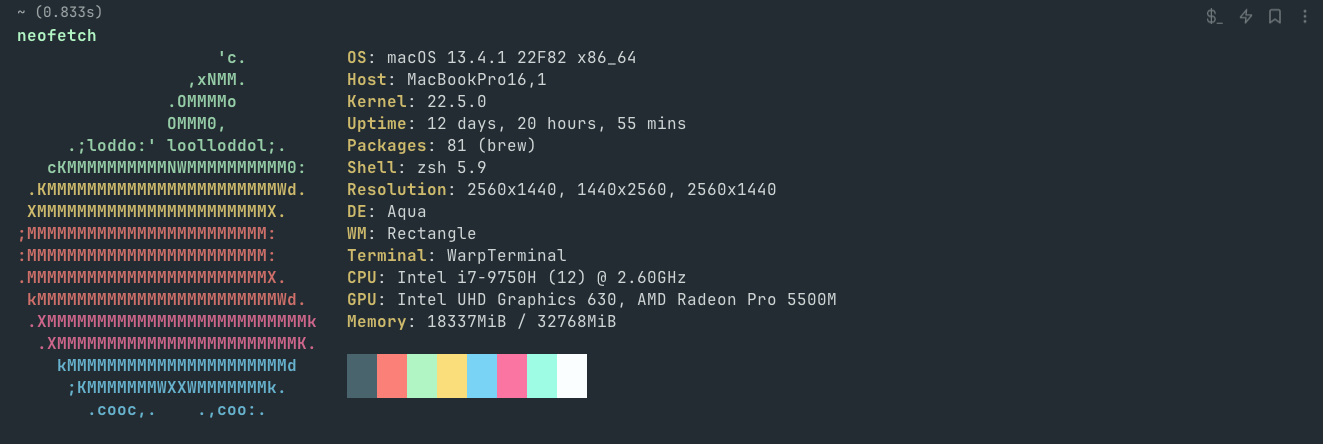 ~ (0.833s)
neofetch
                    'c.          OS: macOS 13.4.1 22F82 x86_64
                 ,xNMM.          Host: MacBookPro16,1
               .OMMMMo           Kernel: 22.5.0
               OMMM0,            Uptime: 12 days, 20 hours, 55 mins
     .;loddo:' loolloddol;.      Packages: 81 (brew)
   cKMMMMMMMMMMNWMMMMMMMMMM0:    Shell: zsh 5.9
 .KMMMMMMMMMMMMMMMMMMMMMMMWd.    Resolution: 2560x1440, 1440x2560, 2560x1440
 XMMMMMMMMMMMMMMMMMMMMMMMX.      DE: Aqua
;MMMMMMMMMMMMMMMMMMMMMMMM:       WM: Rectangle
:MMMMMMMMMMMMMMMMMMMMMMMM:       Terminal: WarpTerminal
.MMMMMMMMMMMMMMMMMMMMMMMMX.      CPU: Intel i7-9750H (12) @ 2.60GHz
 kMMMMMMMMMMMMMMMMMMMMMMMMWd.    GPU: Intel UHD Graphics 630, AMD Radeon Pro 5500M
 .XMMMMMMMMMMMMMMMMMMMMMMMMMMk   Memory: 18337MiB / 32768MiB
  .XMMMMMMMMMMMMMMMMMMMMMMMMK.
    kMMMMMMMMMMMMMMMMMMMMMMd
     ;KMMMMMMMWXXWMMMMMMMk.
       .cooc,.    .,coo:.